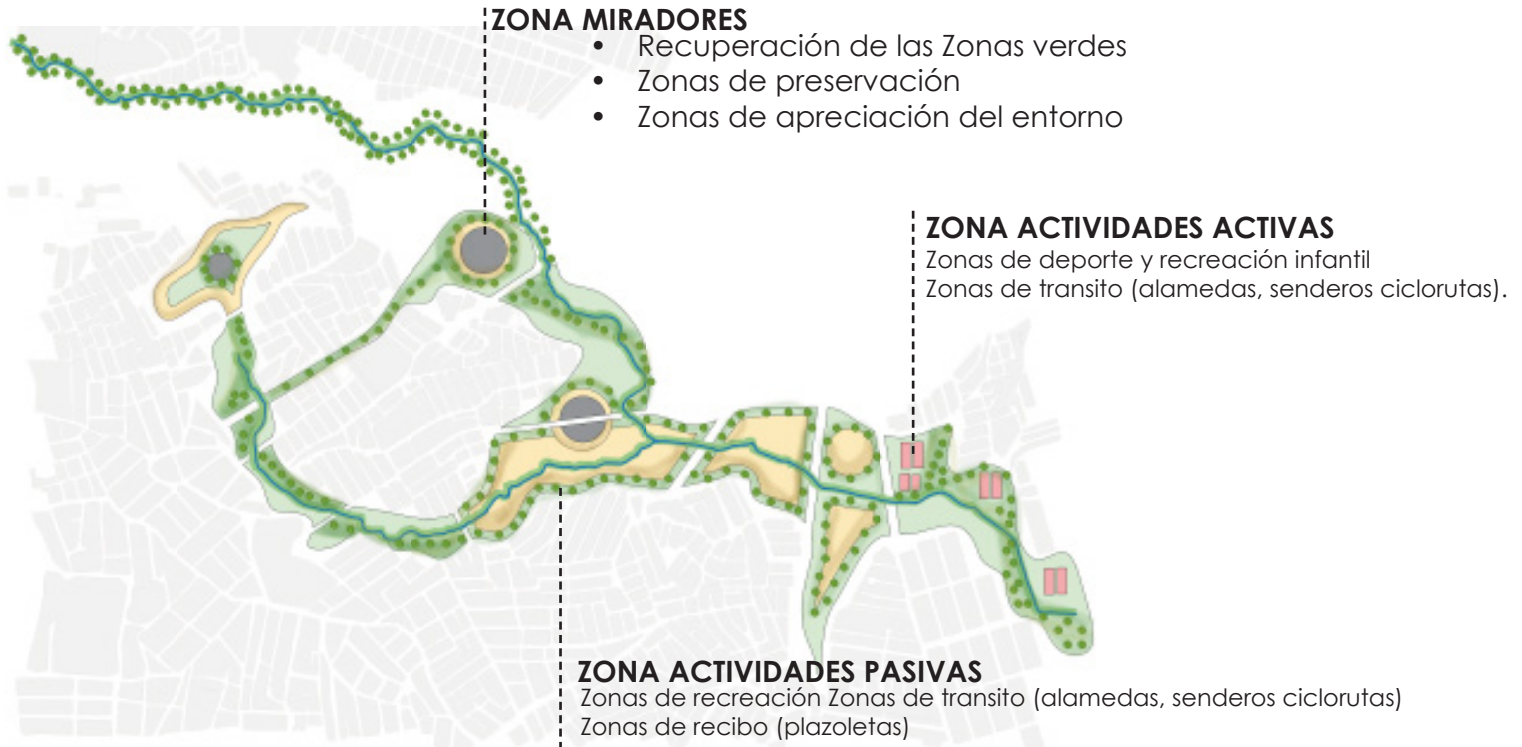 ZONA MIRADORES
• Recuperación de las Zonas verdes
• Zonas de preservación
• Zonas de apreciación del entorno
ZONA ACTIVIDADES ACTIVAS
Zonas de deporte y recreación infantil
Zonas de transito (alamedas, senderos ciclorutas).
ZONA ACTIVIDADES PASIVAS
Zonas de recreación Zonas de transito (alamedas, senderos ciclorutas)
Zonas de recibo (plazoletas)